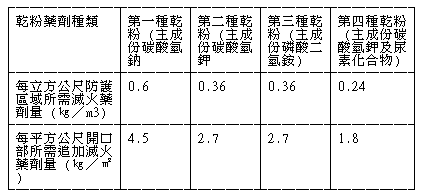 乾粉藥劑種類
第一種乾
粉（主成
份碳酸氫
鈉
第二種乾
粉（主成
份碳酸氫
鉀
第三種乾
粉（主成
份磷酸二
氫銨）
第四種乾粉
（主成份碳
酸氫鉀及尿
素化合物）
每立方公尺防護
區域所需滅火藥
劑量（㎏／m3）
0.6
0.36
0.36
0.24
每平方公尺開口
部所需追加滅火
藥劑量（㎏／㎡
）
4.5
2.7
2.7
1.8